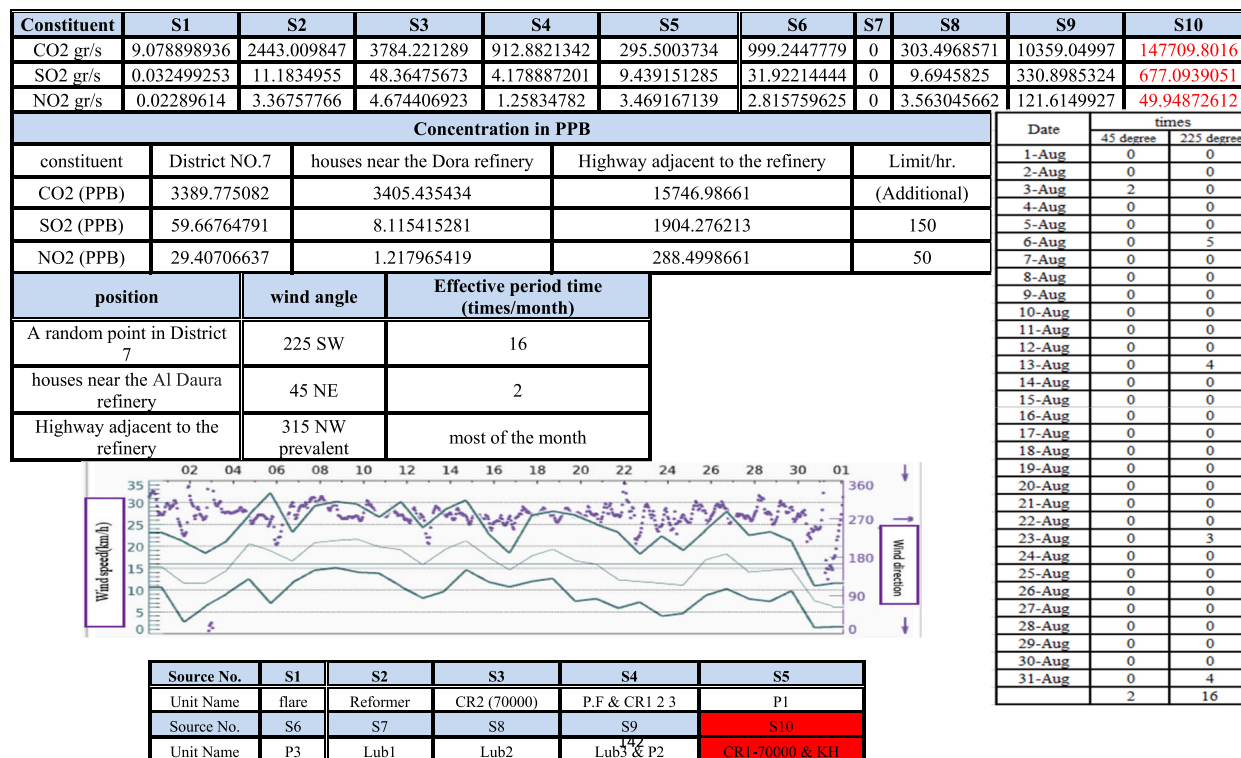 Constituent S1 S2 S3 S4 S5 S6 S7 S8 S9 S10
CO2 gr/s 9.078898936 2443.009847 3784.221289 912.8821342 295.5003734 999.2447779 0 303.4968571 10359.04997 147709.8016
SO2 gr/s 0.032499253 11.1834955 48.36475673 4.178887201 9.439151285 31.92214444 0 9.6945825 330.8985324 677.0939051
NO2 gr/s 0.02289614 3.36757766 4.674406923 1.25834782 3.469167139 2.815759625 0 3.563045662 121.6149927 49.94872612
Concentration in PPB
constituent District NO.7 houses near the Dora refinery Highway adjacent to the refinery Limit/hr.
CO2 (PPB) 3389.775082 3405.435434 15746.98661 (Additional)
SO2 (PPB) 59.66764791 8.115415281 1904.276213 150
NO2 (PPB) 29.40706637 1.217965419 288.4998661 50
position wind angle Effective period time
(times/month)
A random point in District
7 225 SW 16
houses near the Al Daura
refinery 45 NE 2
Highway adjacent to the
refinery 315 NW
prevalent most of the month
Date times
45 degree 225 degree
1-Aug 0 0
2-Aug 0 0
3-Aug 2 0
4-Aug 0 0
5-Aug 0 0
6-Aug 0 5
7-Aug 0 0
8-Aug 0 0
9-Aug 0 0
10-Aug 0 0
11-Aug 0 0
12-Aug 0 0
13-Aug 0 4
14-Aug 0 0
15-Aug 0 0
16-Aug 0 0
17-Aug 0 0
18-Aug 0 0
19-Aug 0 0
20-Aug 0 0
21-Aug 0 0
22-Aug 0 0
23-Aug 0 3
24-Aug 0 0
25-Aug 0 0
26-Aug 0 0
27-Aug 0 0
28-Aug 0 0
29-Aug 0 0
30-Aug 0 0
31-Aug 0 4
2 16
02 04 06 08 10 12 14 16 18 20 22 24 26 28 30 01
Wind speed(km/h)
35
30
25
20
15
10
5
0
360
270
180
90
0
Wind direction
Source No. S1 S2 S3 S4 S5
Unit Name flare Reformer CR2 (70000) P.F & CR1 2 3 P1
Source No. S6 S7 S8 S9 S10
Unit Name P3 Lub1 Lub2 Lub3 & P2 CR1-70000 & KH
142